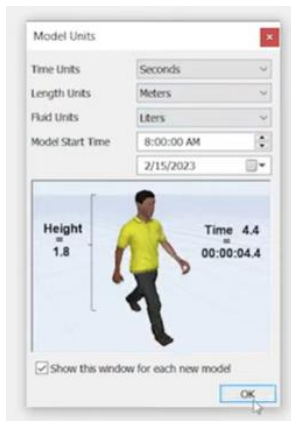 Model Units
Time Units Seconds
Length Units Meters
Fluid Units Liters
Model Start Time 8:00:00 AM
2/15/2023
Height
=
1.8
Time 4.4
=
00:00:04.4
Show this window for each new model
OK